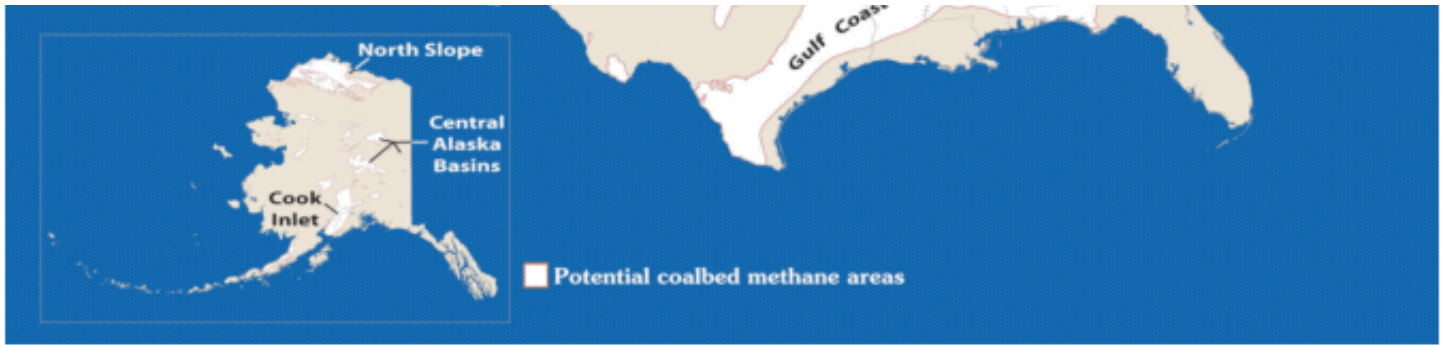 North Slope
Central
Alaska
Basins
Cook
Inlet
Gulf Coast
Potential coalbed methane areas